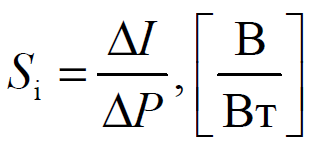 S_i = ΔI / ΔP, [В / Вт]